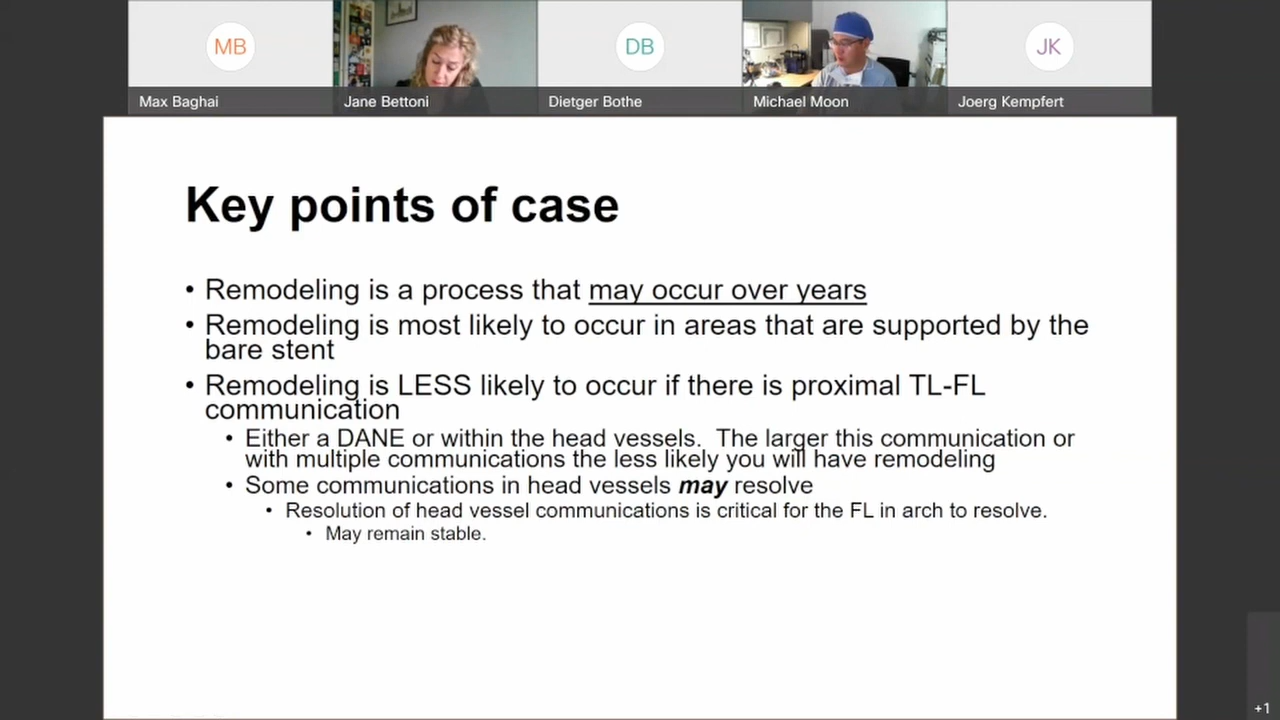 MB
DB
JK
Max Baghai
Jane Bettoni
Dietger Bothe
Michael Moon
Joerg Kempfert
Key points of case
• Remodeling is a process that may occur over years
• Remodeling is most likely to occur in areas that are supported by the
bare stent
• Remodeling is LESS likely to occur if there is proximal TL-FL
communication
• Either a DANE or within the head vessels. The larger this communication or
with multiple communications the less likely you will have remodeling
• Some communications in head vessels may resolve
• Resolution of head vessel communications is critical for the FL in arch to resolve.
• May remain stable.
+1